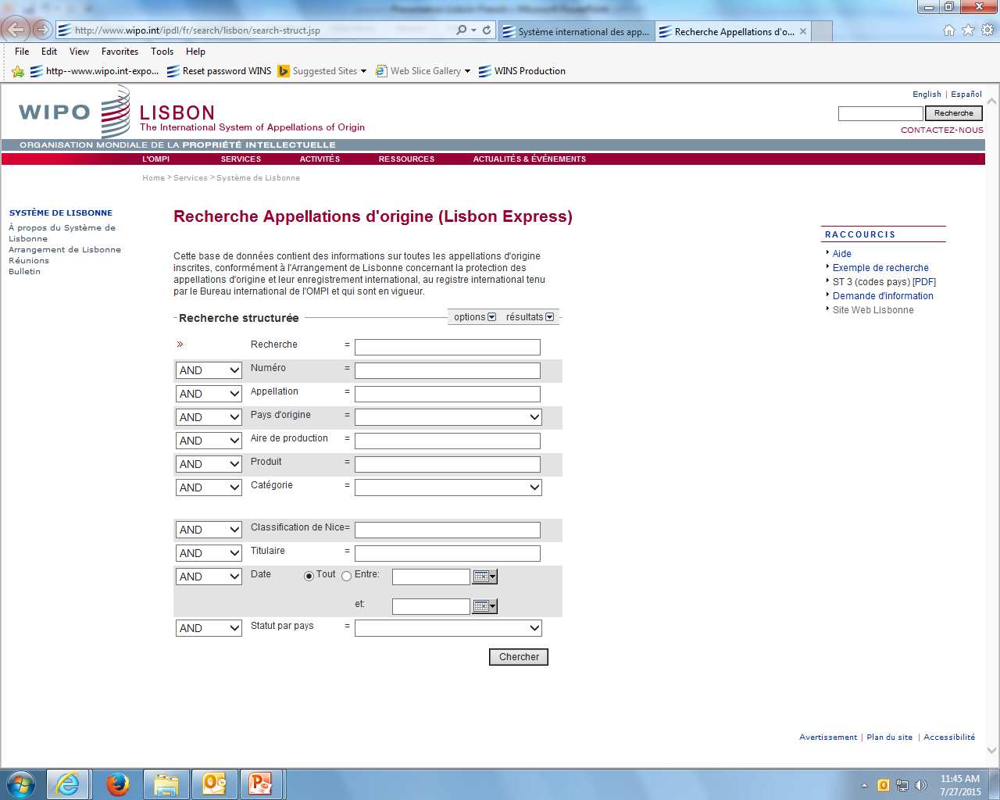 http://www.wipo.int/ipdl/fr/search/lisbon/search-struct.jsp
Système international des app...
Recherche Appellations d'o...
File Edit View Favorites Tools Help
http--www.wipo.int-expo... Reset password WINS Suggested Sites Web Slice Gallery WINS Production
English | Español
WIPO LISBON
The International System of Appellations of Origin
Recherche
CONTACTEZ-NOUS
ORGANISATION MONDIALE DE LA PROPRIÉTÉ INTELLECTUELLE
L'OMPI SERVICES ACTIVITÉS RESSOURCES ACTUALITÉS & ÉVÉNEMENTS
Home > Services > Système de Lisbonne
SYSTÈME DE LISBONNE
À propos du Système de
Lisbonne
Arrangement de Lisbonne
Réunions
Bulletin
Recherche Appellations d'origine (Lisbon Express)
Cette base de données contient des informations sur toutes les appellations d'origine
inscrites, conformément à l'Arrangement de Lisbonne concernant la protection des
appellations d'origine et leur enregistrement international, au registre international tenu
par le Bureau international de l'OMPI et qui sont en vigueur.
RACCOURCIS
Aide
Exemple de recherche
ST 3 (codes pays) [PDF]
Demande d'information
Site Web Lisbonne
Recherche structurée options résultats
» Recherche =
AND Numéro =
AND Appellation =
AND Pays d'origine =
AND Aire de production =
AND Produit =
AND Catégorie =
AND Classification de Nice=
AND Titulaire =
AND Date Tout Entre:
et:
AND Statut par pays =
Chercher
Avertissement | Plan du site | Accessibilité
11:45 AM
7/27/2015